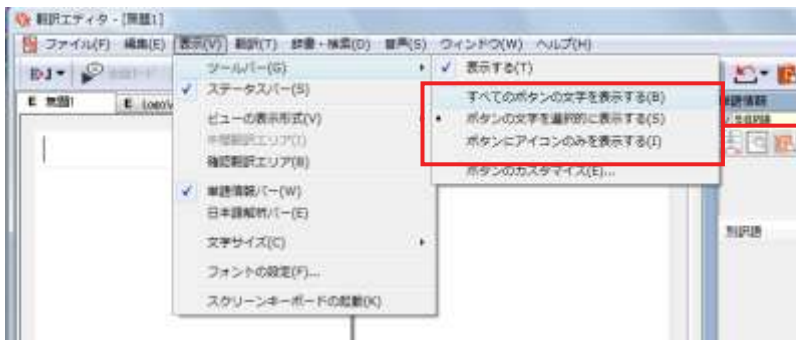 翻訳エディタ - [無題1]
ファイル(F) 編集(E) 表示(V) 翻訳(T) 辞書・検索(D) 音声(S) ウィンドウ(W) ヘルプ(H)
E-J
E 無題1
E
ツールバー(G)
ステータスバー(S)
ビューの表示形式(V)
中間翻訳エリア(T)
確認翻訳エリア(B)
単語情報バー(W)
日本語解析バー(E)
文字サイズ(C)
フォントの設定(F)...
スクリーンキーボードの起動(K)
表示する(T)
すべてのボタンの文字を表示する(B)
ボタンの文字を選択的に表示する(S)
ボタンにアイコンのみを表示する(I)
ボタンのカスタマイズ(E)...
単語情報
別訳語